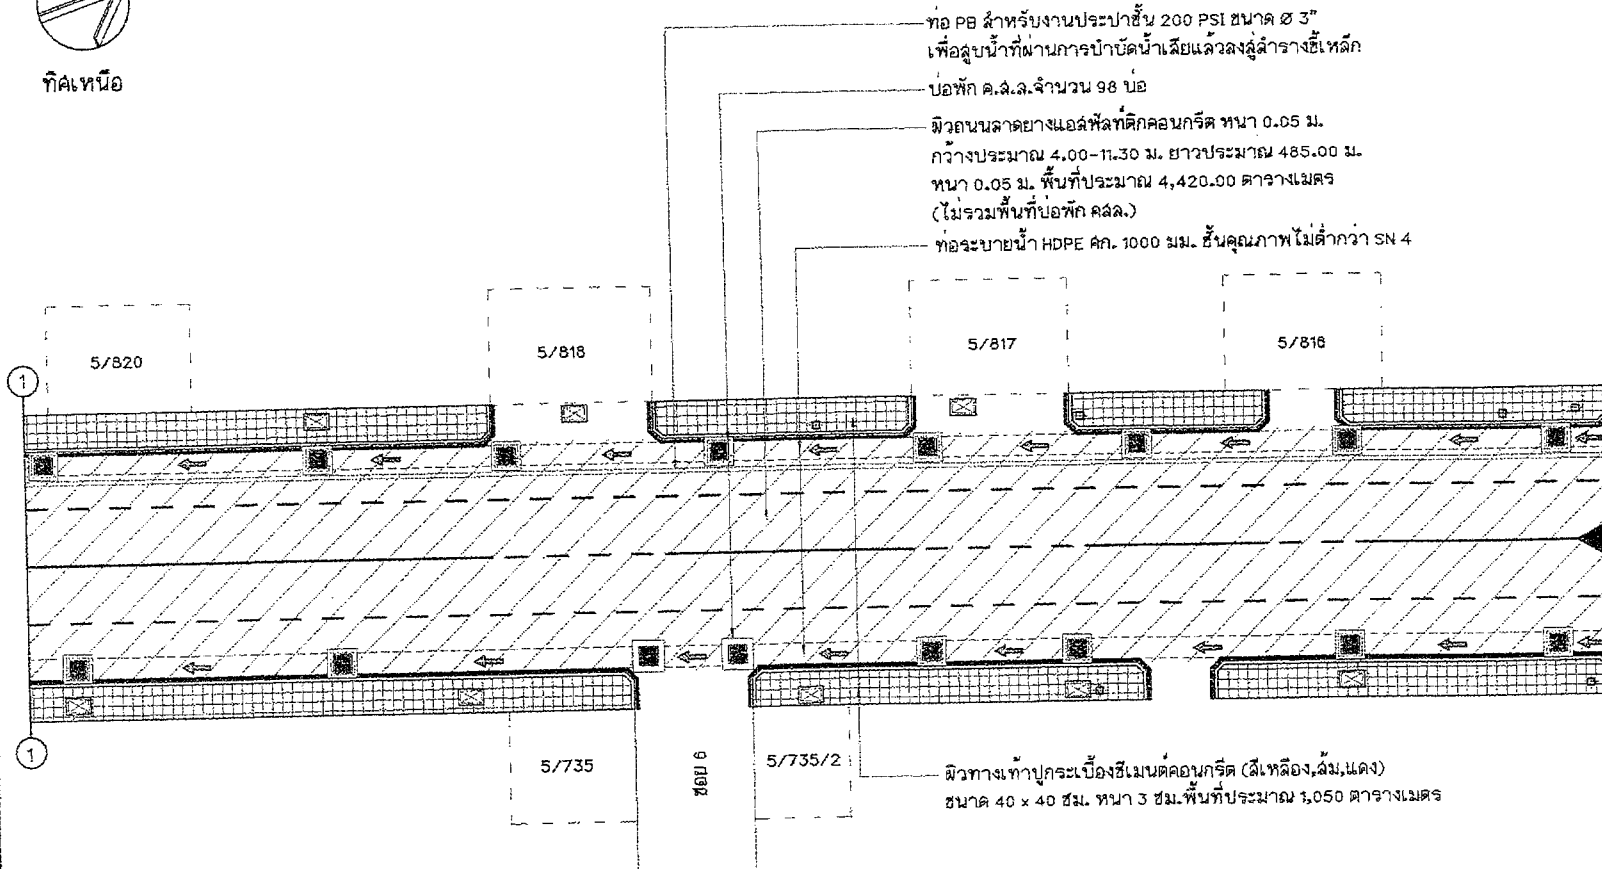 ทิศเหนือ
ท่อ PB สำหรับงานประปาชั้น 200 PSI ขนาด Ø 3"
เพื่อสูบน้ำที่ผ่านการบำบัดน้ำเสียแล้วลงสู่ลำรางขี้เหล็ก
บ่อพัก ค.ส.ล.จำนวน 98 บ่อ
ผิวถนนลาดยางแอสฟัลท์ติกคอนกรีต หนา 0.05 ม.
กว้างประมาณ 4.00-11.30 ม. ยาวประมาณ 485.00 ม.
หนา 0.05 ม. พื้นที่ประมาณ 4,420.00 ตารางเมตร
(ไม่รวมพื้นที่บ่อพัก คสล.)
ท่อระบายน้ำ HDPE ศก. 1000 มม. ชั้นคุณภาพไม่ต่ำกว่า SN 4
5/820
5/818
5/817
5/816
1
1
5/735
ซอย 6
5/735/2
ผิวทางเท้าปูกระเบื้องซีเมนต์คอนกรีต (สีเหลือง,ส้ม,แดง)
ขนาด 40 x 40 ซม. หนา 3 ซม.พื้นที่ประมาณ 1,050 ตารางเมตร